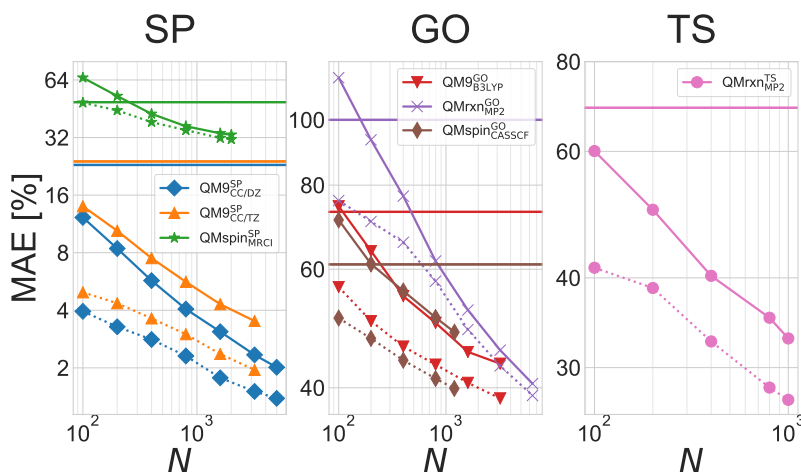 SP
GO
TS
MAE [%]
64
32
16
8
4
2
QM9^SP_CC/DZ
QM9^SP_CC/TZ
QMspin^SP_MRCI
10^2
10^3
N
100
80
60
40
QM9^GO_B3LYP
QMrxn^GO_MP2
QMspin^GO_CASSCF
10^2
10^3
N
80
60
40
30
QMrxn^TS_MP2
10^2
10^3
N